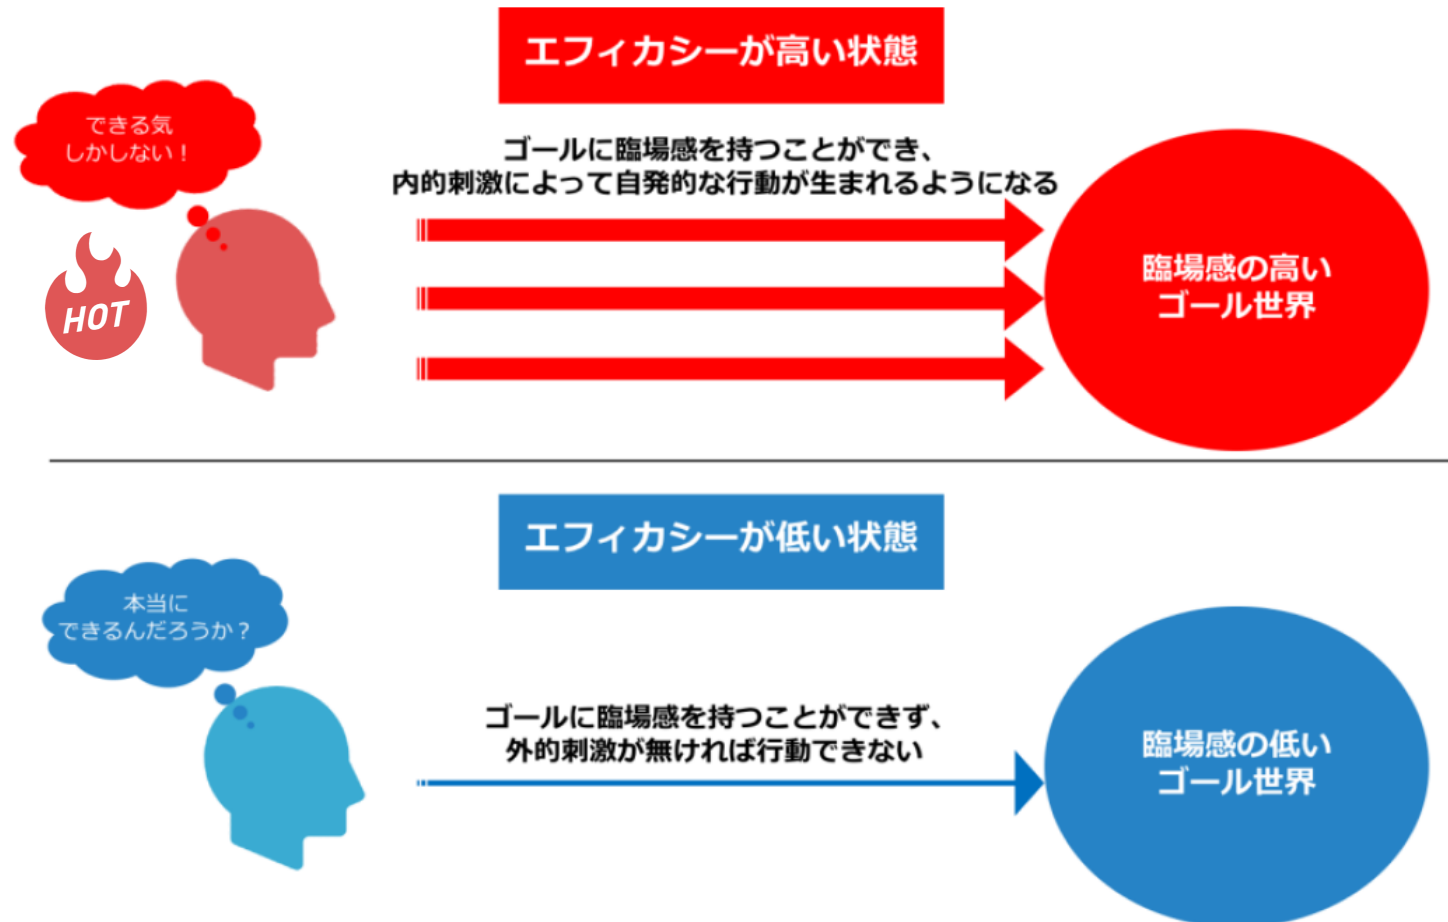 エフィカシーが高い状態
できる気
しかしない！
ゴールに臨場感を持つことができ、
内的刺激によって自発的な行動が生まれるようになる
HOT
臨場感の高い
ゴール世界
エフィカシーが低い状態
本当に
できるんだろうか？
ゴールに臨場感を持つことができず、
外的刺激が無ければ行動できない
臨場感の低い
ゴール世界